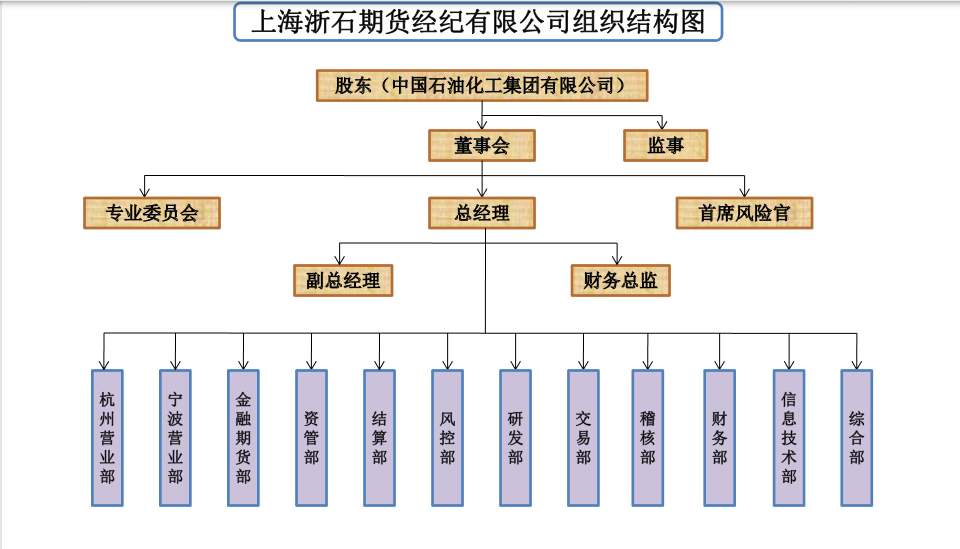 上海浙石期货经纪有限公司组织结构图
股东（中国石油化工集团有限公司）
董事会
监事
专业委员会
总经理
首席风险官
副总经理
财务总监
杭州营业部
宁波营业部
金融期货部
资管部
结算部
风控部
研发部
交易部
稽核部
财务部
信息技术部
综合部